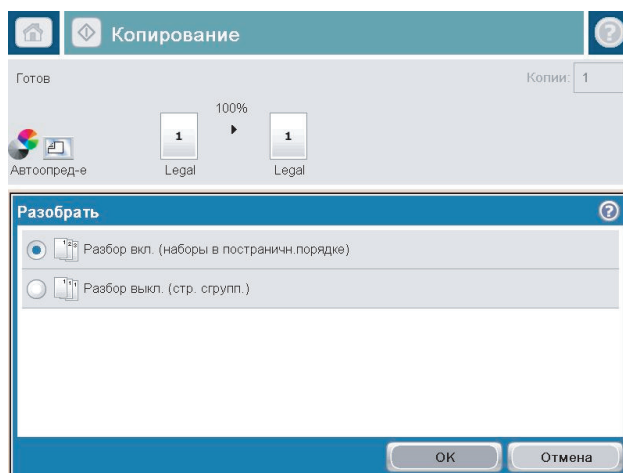 Копирование
Готов
Копии: 1
100%
1 1
Автоопред-е Legal Legal
Разобрать
Разбор вкл. (наборы в постраничн.порядке)
Разбор выкл. (стр. сгрупп.)
OK Отмена